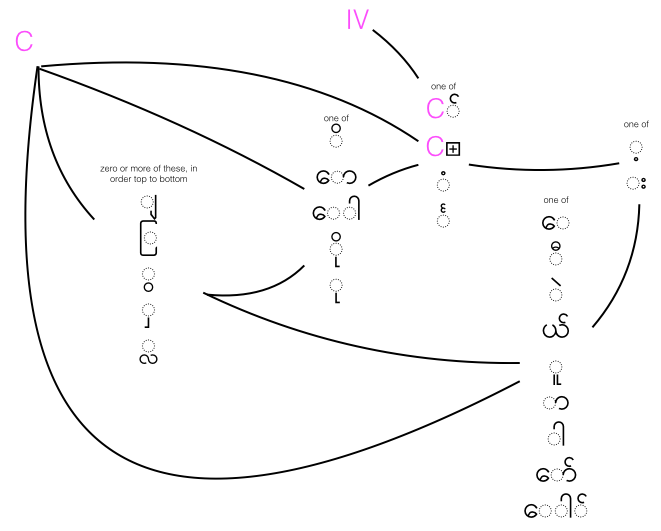 C
zero or more of these, in
order top to bottom
◌ျ
◌ြ
◌ွ
◌ှ
◌္လ
one of
◌ိ
◌ော
◌ေါ
◌ို
◌ု
IV
one of
C◌်
C◌္
◌ံ
one of
◌ေ
◌ီ
◌ဲ
ယ်
◌ူ
◌ာ
◌ါ
◌ော်
◌ေါ်
one of
◌့
◌း